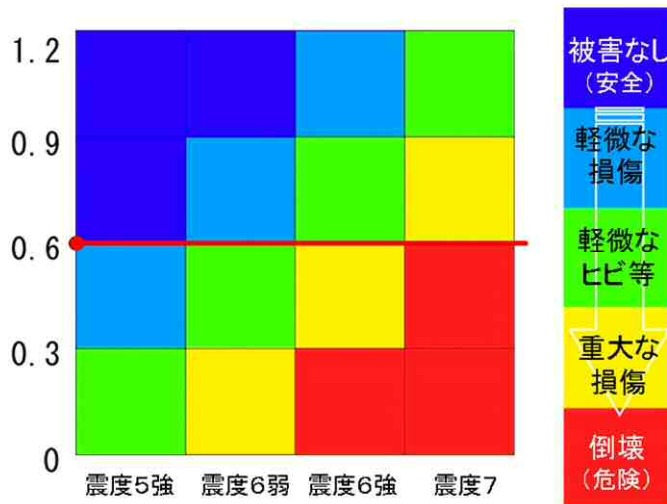 1.2
0.9
0.6
0.3
0
震度5強 震度6弱 震度6強 震度7
被害なし
(安全)
軽微な
損傷
軽微な
ヒビ等
重大な
損傷
倒壊
(危険)